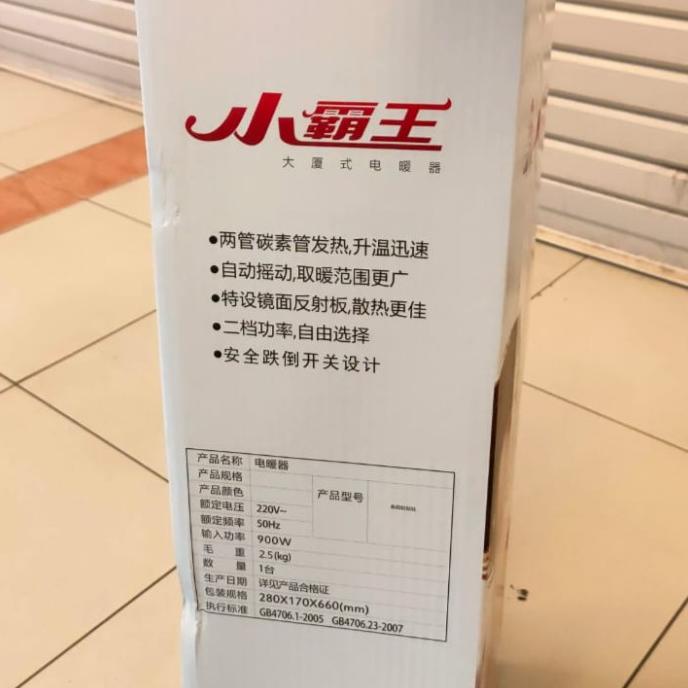 小霸王
大厦式电暖器
●两管碳素管发热,升温迅速
●自动摇动,取暖范围更广
●特设镜面反射板,散热更佳
●二档功率,自由选择
●安全跌倒开关设计
产品名称 电暖器
产品规格
产品颜色 产品型号
额定电压 220V~
额定频率 50Hz
输入功率 900W
毛 重 2.5(kg)
数 量 1台
生产日期 详见产品合格证
包装规格 280X170X660(mm)
执行标准 GB4706.1-2005 GB4706.23-2007